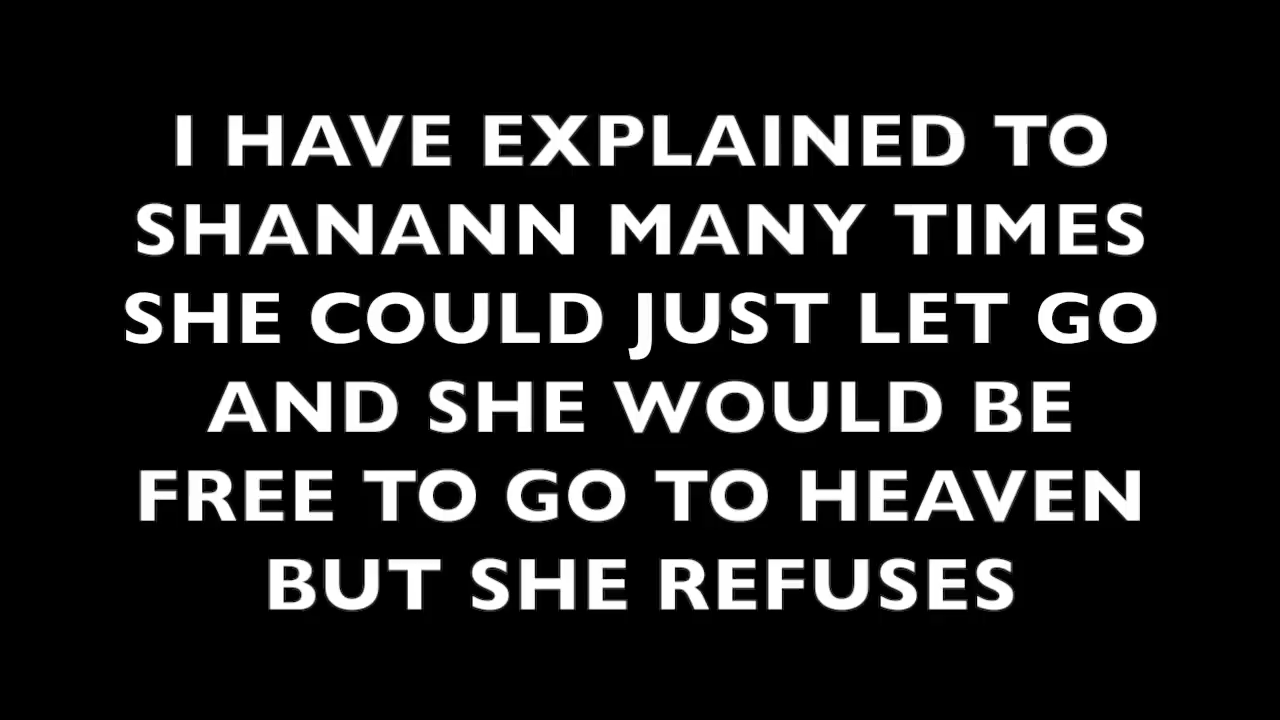 I HAVE EXPLAINED TO
SHANANN MANY TIMES
SHE COULD JUST LET GO
AND SHE WOULD BE
FREE TO GO TO HEAVEN
BUT SHE REFUSES